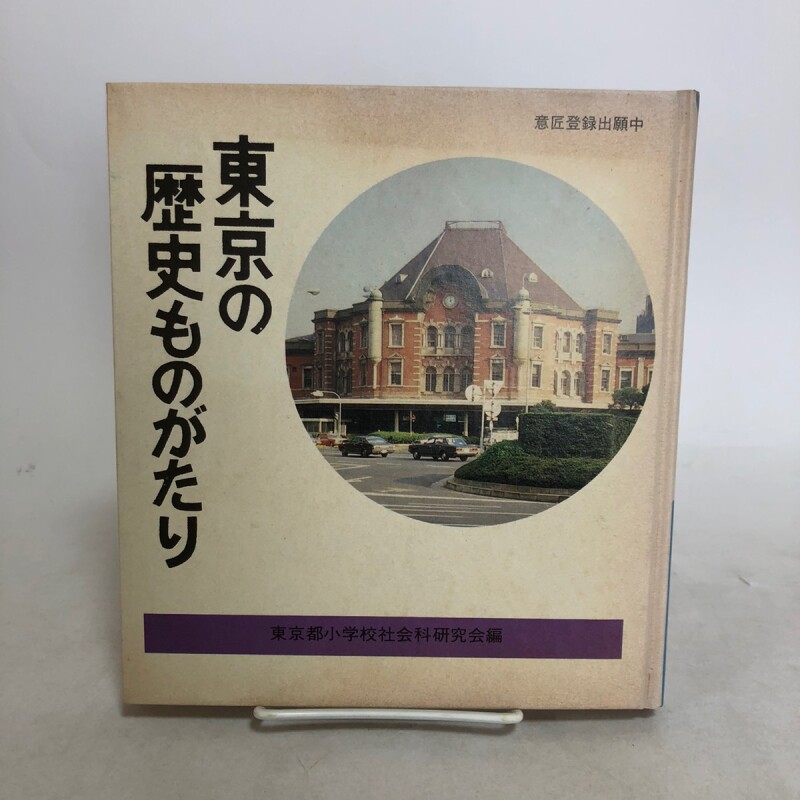 意匠登録出願中
東京の
歴史ものがたり
東京都小学校社会科研究会編